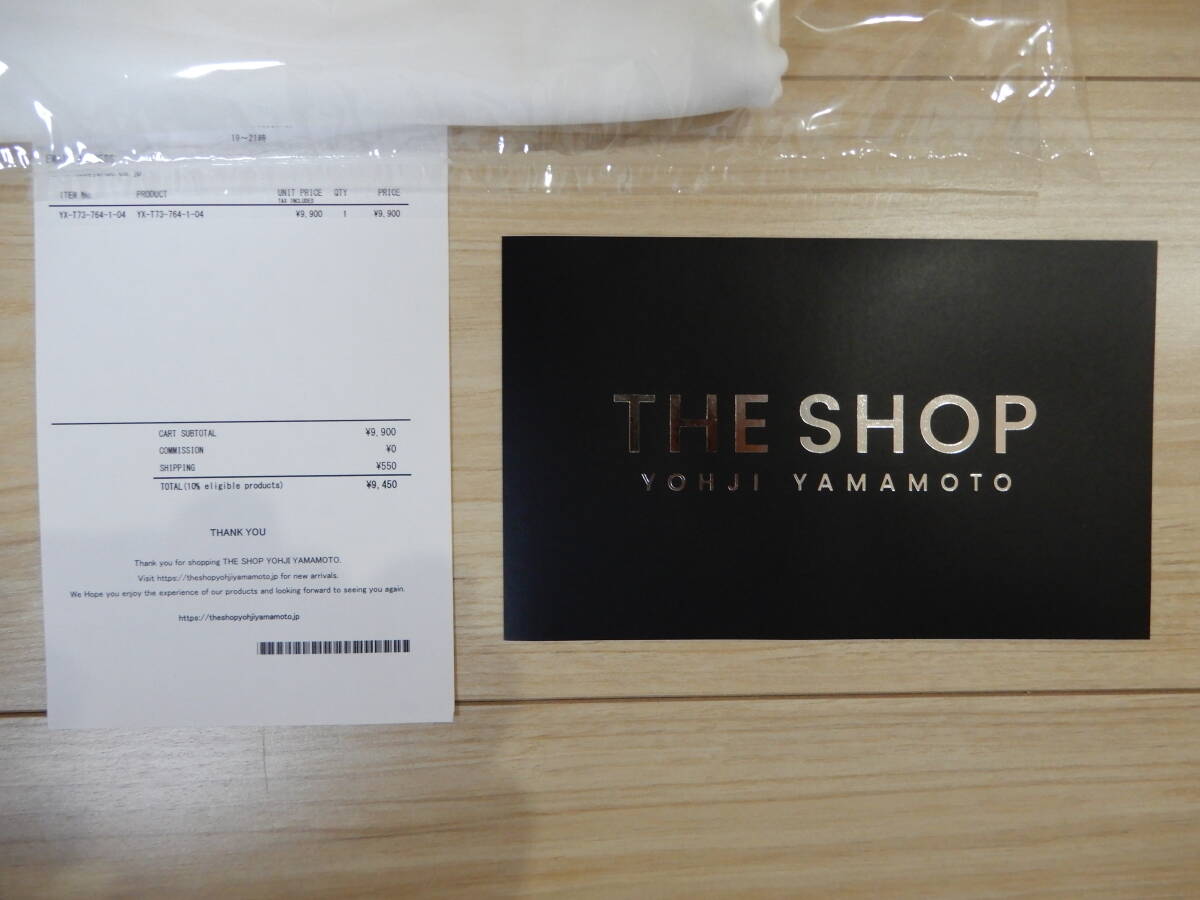 19〜21時
ITEM No. PRODUCT UNIT PRICE QTY PRICE
TAX INCLUDED
YX-T73-764-1-04 YX-T73-764-1-04 ¥9,900 1 ¥9,900
CART SUBTOTAL ¥9,900
COMMISSION ¥0
SHIPPING ¥550
TOTAL(10% eligible products) ¥9,450
THANK YOU
Thank you for shopping THE SHOP YOHJI YAMAMOTO.
Visit https://theshopyohjiyamamoto.jp for new arrivals.
We Hope you enjoy the experience of our products and looking forward to seeing you again.
https://theshopyohjiyamamoto.jp
THE SHOP
YOHJI YAMAMOTO